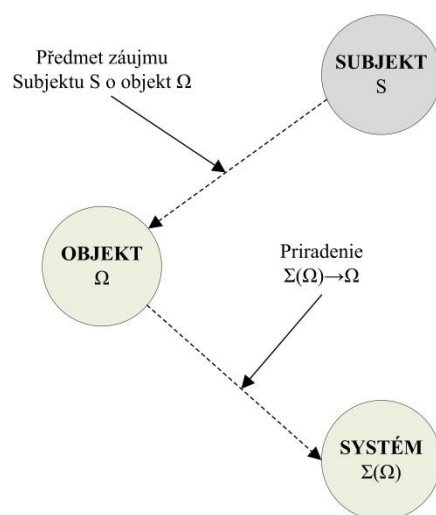 Předmet záujmu
Subjektu S o objekt Ω
SUBJEKT
S
OBJEKT
Ω
Priradenie
Σ(Ω)→Ω
SYSTÉM
Σ(Ω)